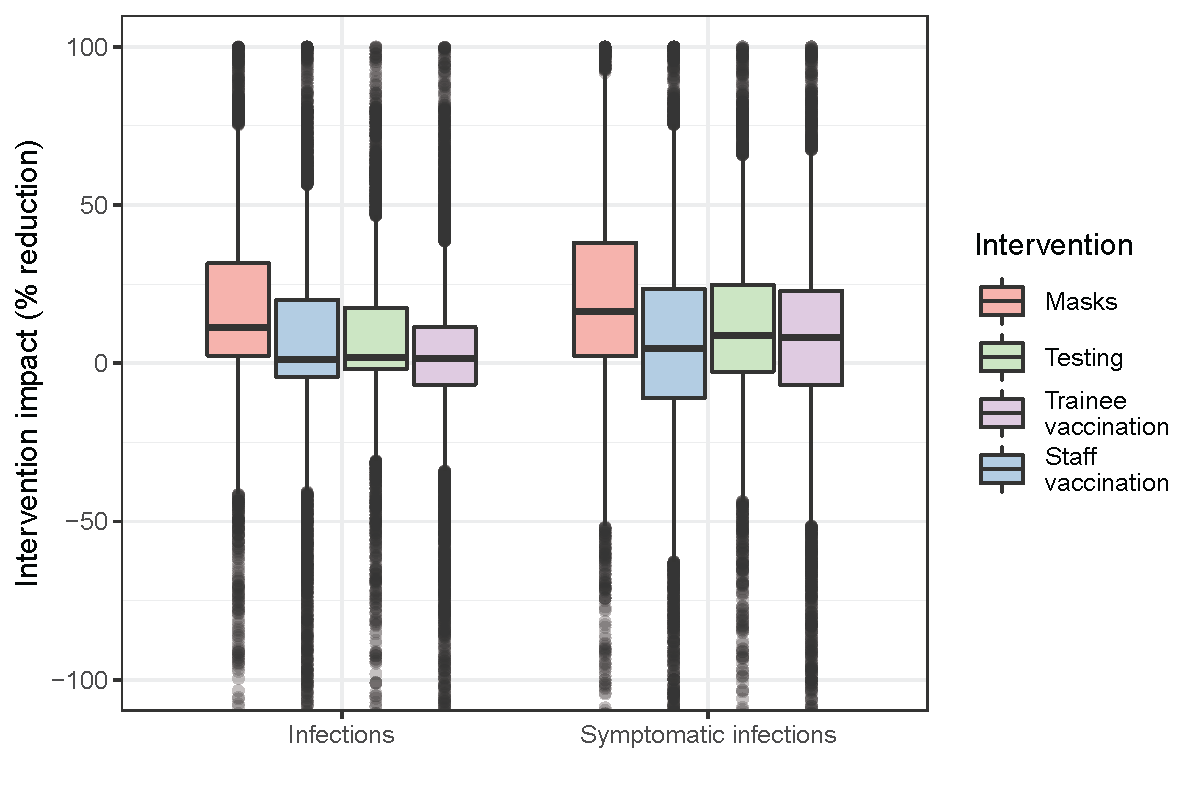 Intervention impact (% reduction)
100
50
0
−50
−100
Infections
Symptomatic infections
Intervention
Masks
Testing
Trainee
vaccination
Staff
vaccination